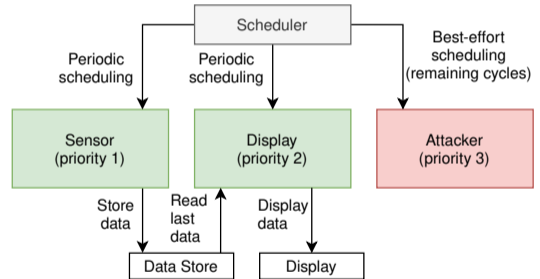 Scheduler
Periodic
scheduling
Periodic
scheduling
Best-effort
scheduling
(remaining cycles)
Sensor
(priority 1)
Display
(priority 2)
Attacker
(priority 3)
Store
data
Read
last
data
Display
data
Data Store
Display